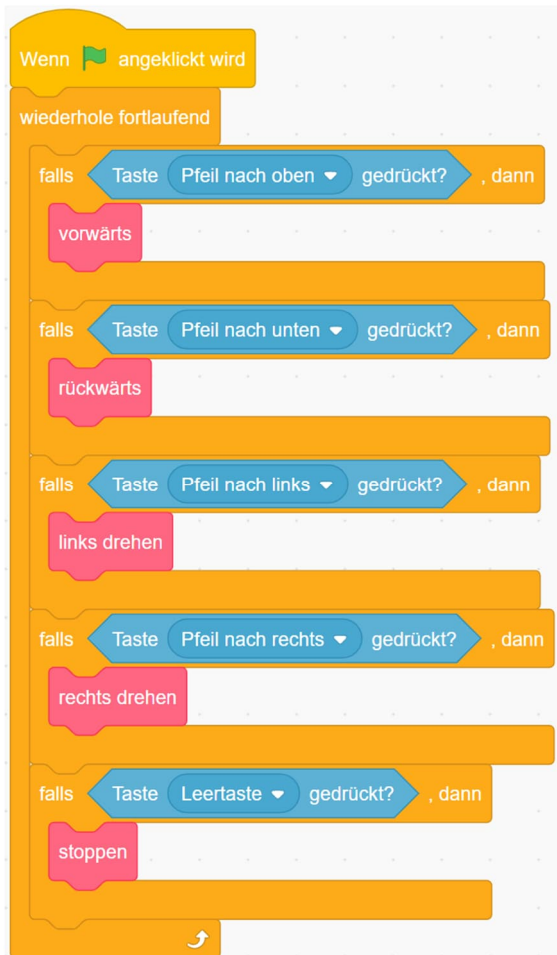 Wenn angeklickt wird
wiederhole fortlaufend
falls Taste Pfeil nach oben gedrückt? , dann
vorwärts
falls Taste Pfeil nach unten gedrückt? , dann
rückwärts
falls Taste Pfeil nach links gedrückt? , dann
links drehen
falls Taste Pfeil nach rechts gedrückt? , dann
rechts drehen
falls Taste Leertaste gedrückt? , dann
stoppen